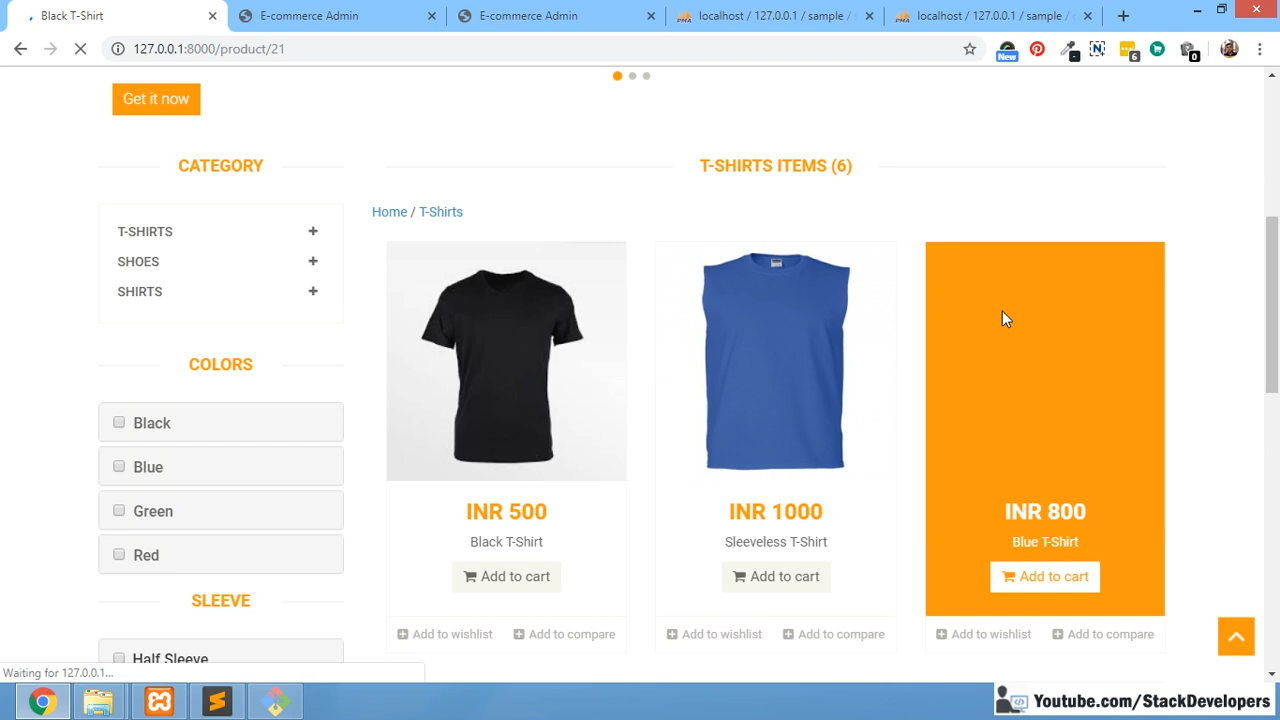 Black T-Shirt
E-commerce Admin
E-commerce Admin
localhost / 127.0.0.1 / sample /
localhost / 127.0.0.1 / sample /
127.0.0.1:8000/product/21
New
6
0
Get it now
CATEGORY
T-SHIRTS ITEMS (6)
Home / T-Shirts
T-SHIRTS
SHOES
SHIRTS
COLORS
Black
Blue
Green
Red
SLEEVE
Half Sleeve
INR 500
Black T-Shirt
Add to cart
Add to wishlist
Add to compare
INR 1000
Sleeveless T-Shirt
Add to cart
Add to wishlist
Add to compare
INR 800
Blue T-Shirt
Add to cart
Add to wishlist
Add to compare
Waiting for 127.0.0.1...
Youtube.com/StackDevelopers